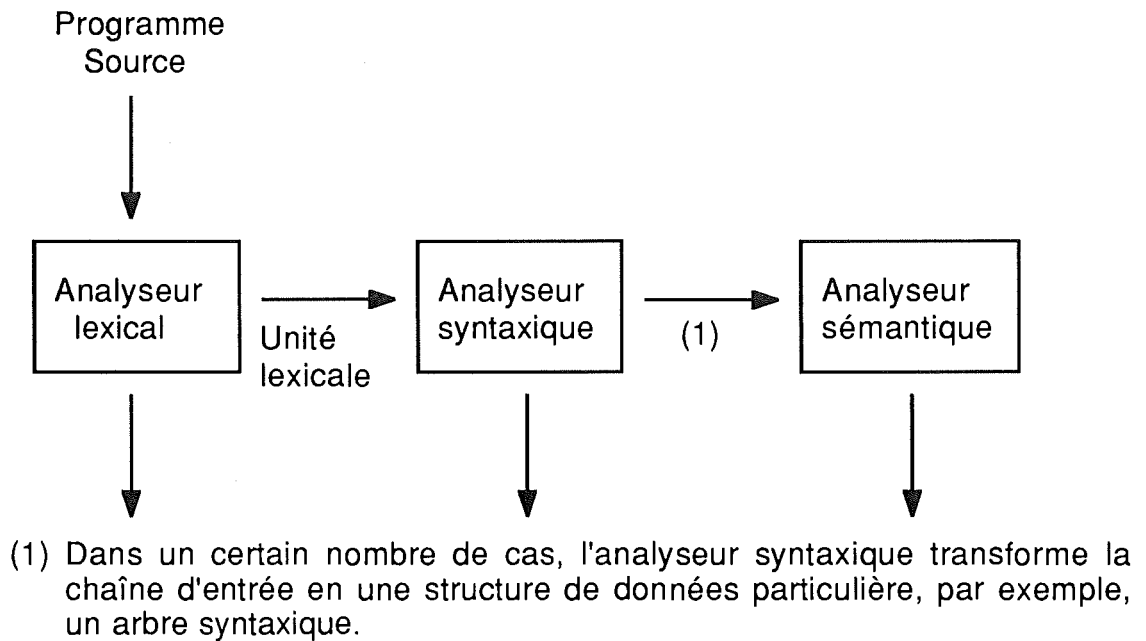 Programme
Source
Analyseur
lexical
Unité
lexicale
Analyseur
syntaxique
(1)
Analyseur
sémantique
(1) Dans un certain nombre de cas, l'analyseur syntaxique transforme la
chaîne d'entrée en une structure de données particulière, par exemple,
un arbre syntaxique.